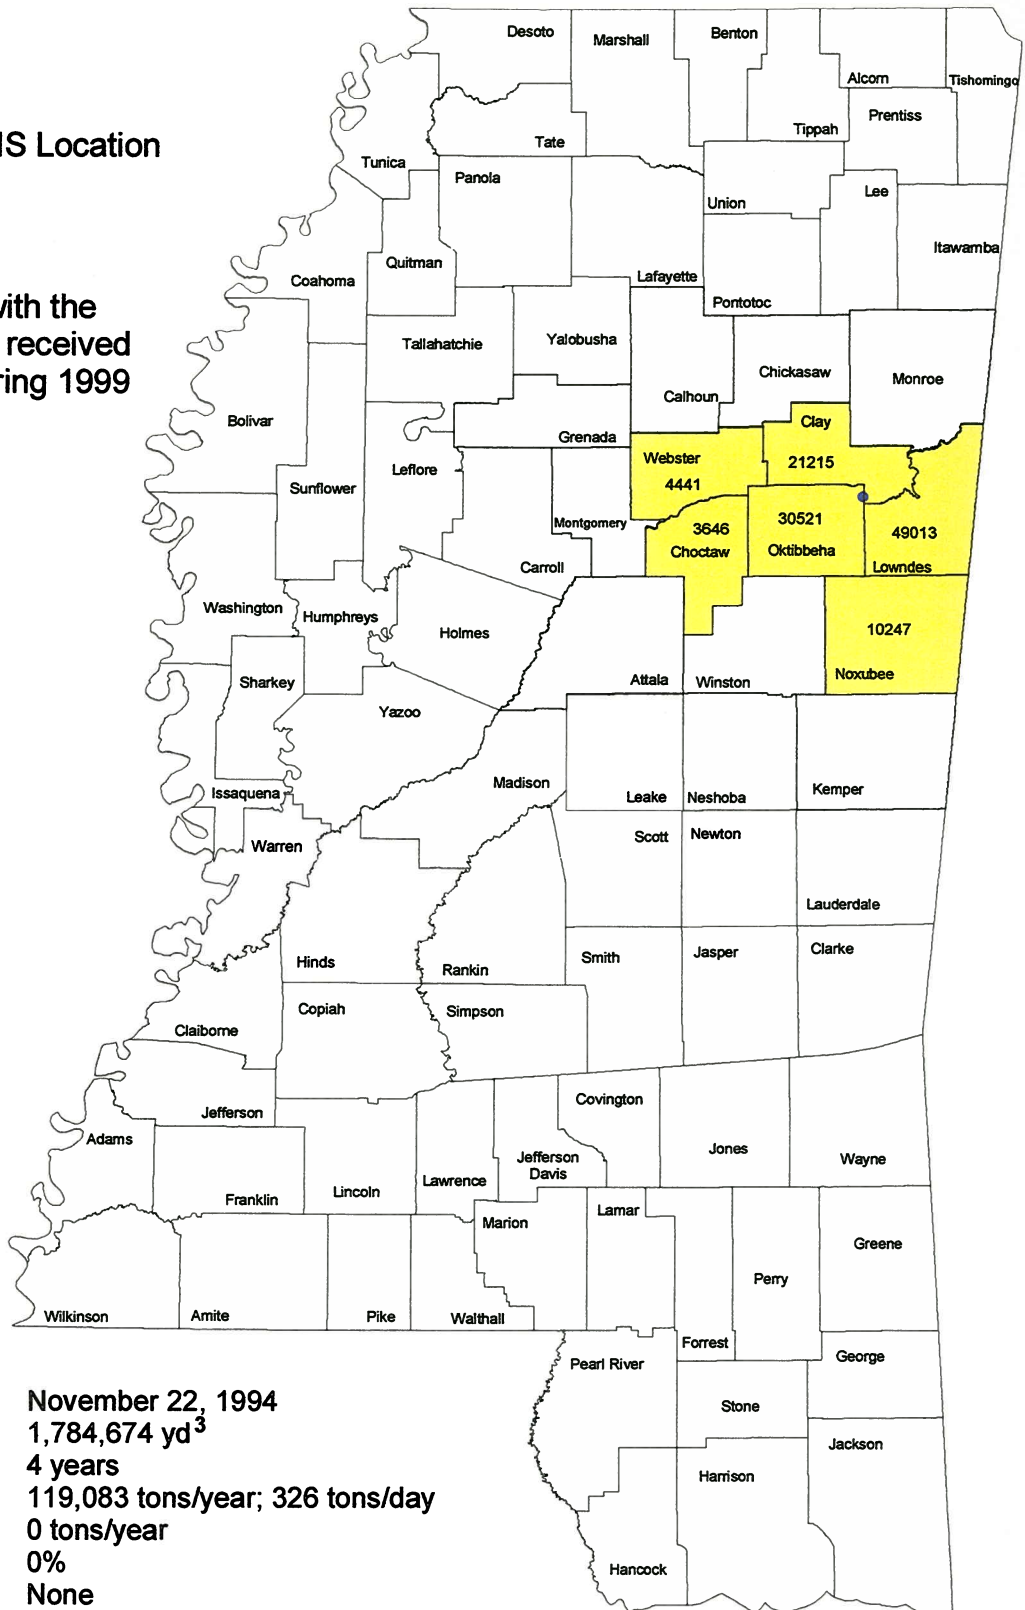 IS Location
with the
received
ring 1999
Desoto
Marshall
Benton
Alcorn
Tishomingo
Tippah
Prentiss
Tate
Tunica
Panola
Union
Lee
Itawamba
Quitman
Coahoma
Lafayette
Pontotoc
Tallahatchie
Yalobusha
Chickasaw
Monroe
Calhoun
Bolivar
Clay
Grenada
Webster
21215
Leflore
4441
Sunflower
Montgomery
3646
Choctaw
30521
Oktibbeha
49013
Lowndes
Carroll
Washington
Humphreys
Holmes
10247
Attala
Winston
Noxubee
Sharkey
Yazoo
Madison
Issaquena
Leake
Neshoba
Kemper
Warren
Scott
Newton
Lauderdale
Hinds
Rankin
Smith
Jasper
Clarke
Copiah
Simpson
Claiborne
Covington
Jefferson
Adams
Jones
Jefferson
Davis
Wayne
Lawrence
Franklin
Lincoln
Marion
Lamar
Greene
Perry
Wilkinson
Amite
Pike
Walthall
Forrest
George
Pearl River
Stone
Jackson
Harrison
Hancock
November 22, 1994
1,784,674 yd³
4 years
119,083 tons/year; 326 tons/day
0 tons/year
0%
None